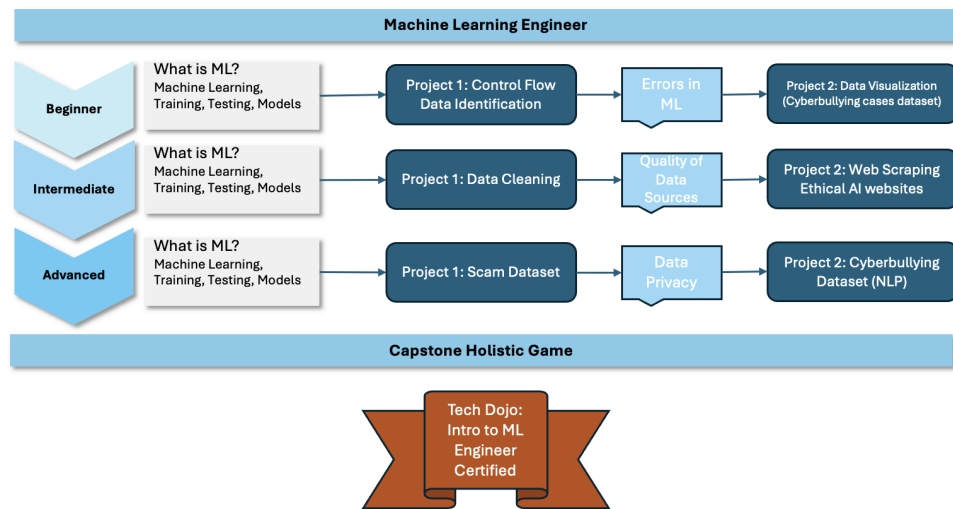 Machine Learning Engineer
Beginner
What is ML?
Machine Learning,
Training, Testing, Models
Project 1: Control Flow
Data Identification
Errors in
ML
Project 2: Data Visualization
(Cyberbullying cases dataset)
Intermediate
What is ML?
Machine Learning,
Training, Testing, Models
Project 1: Data Cleaning
Quality of
Data
Sources
Project 2: Web Scraping
Ethical AI websites
Advanced
What is ML?
Machine Learning,
Training, Testing, Models
Project 1: Scam Dataset
Data
Privacy
Project 2: Cyberbullying
Dataset (NLP)
Capstone Holistic Game
Tech Dojo:
Intro to ML
Engineer
Certified